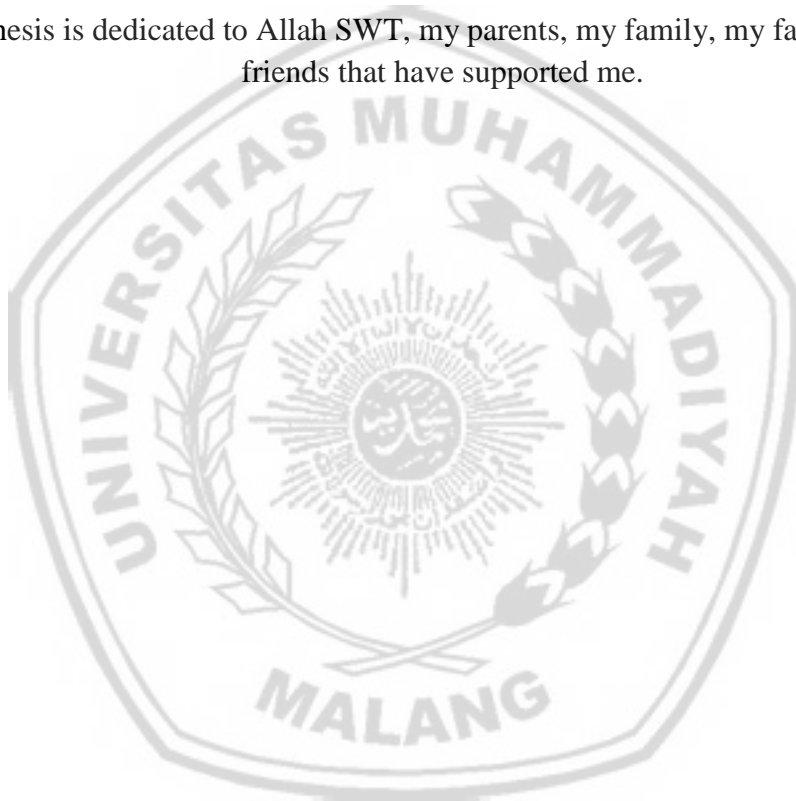 nesis is dedicated to Allah SWT, my parents, my family, my fa
friends that have supported me.
UNIVERSITAS MUHAMMADIYAH
MALANG